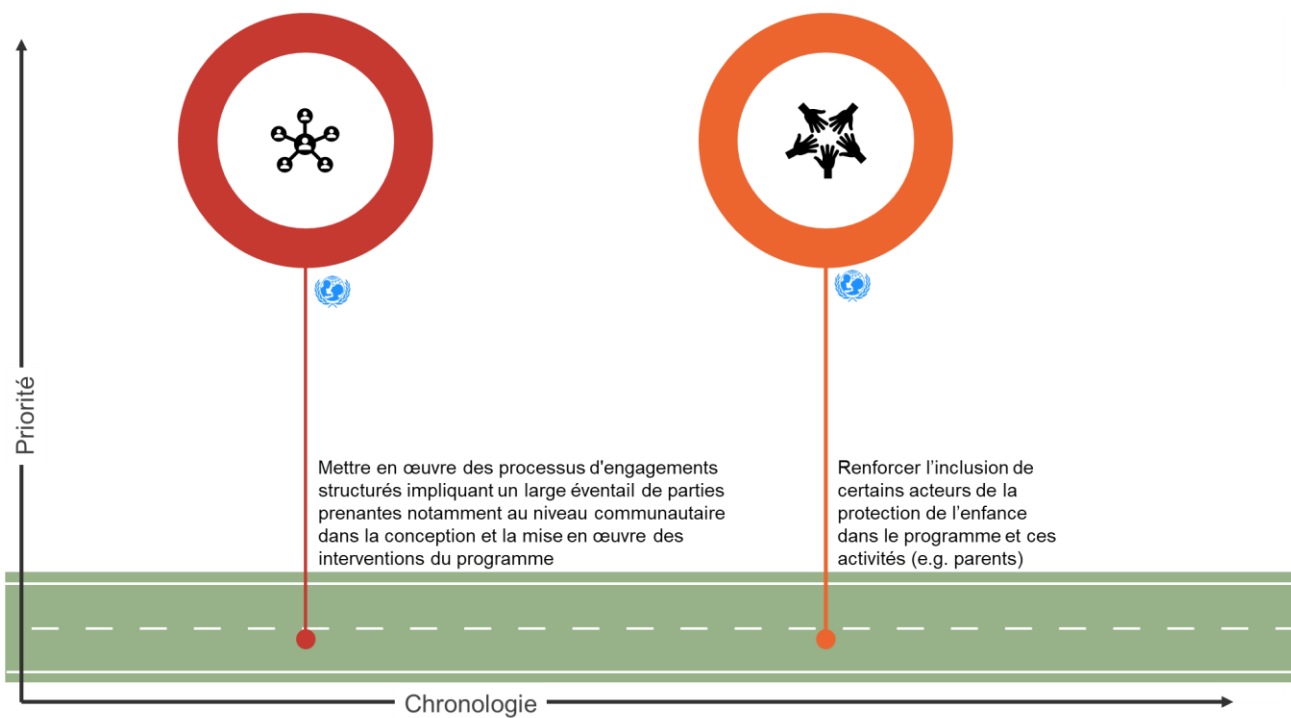 Priorité
Mettre en œuvre des processus d'engagements
structurés impliquant un large éventail de parties
prenantes notamment au niveau communautaire
dans la conception et la mise en œuvre des
interventions du programme
Renforcer l’inclusion de
certains acteurs de la
protection de l’enfance
dans le programme et ces
activités (e.g. parents)
Chronologie